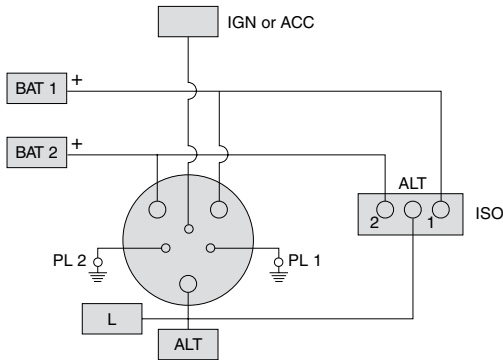 IGN or ACC
BAT 1 +
BAT 2 +
ALT
2 1 ISO
PL 2 PL 1
L
ALT